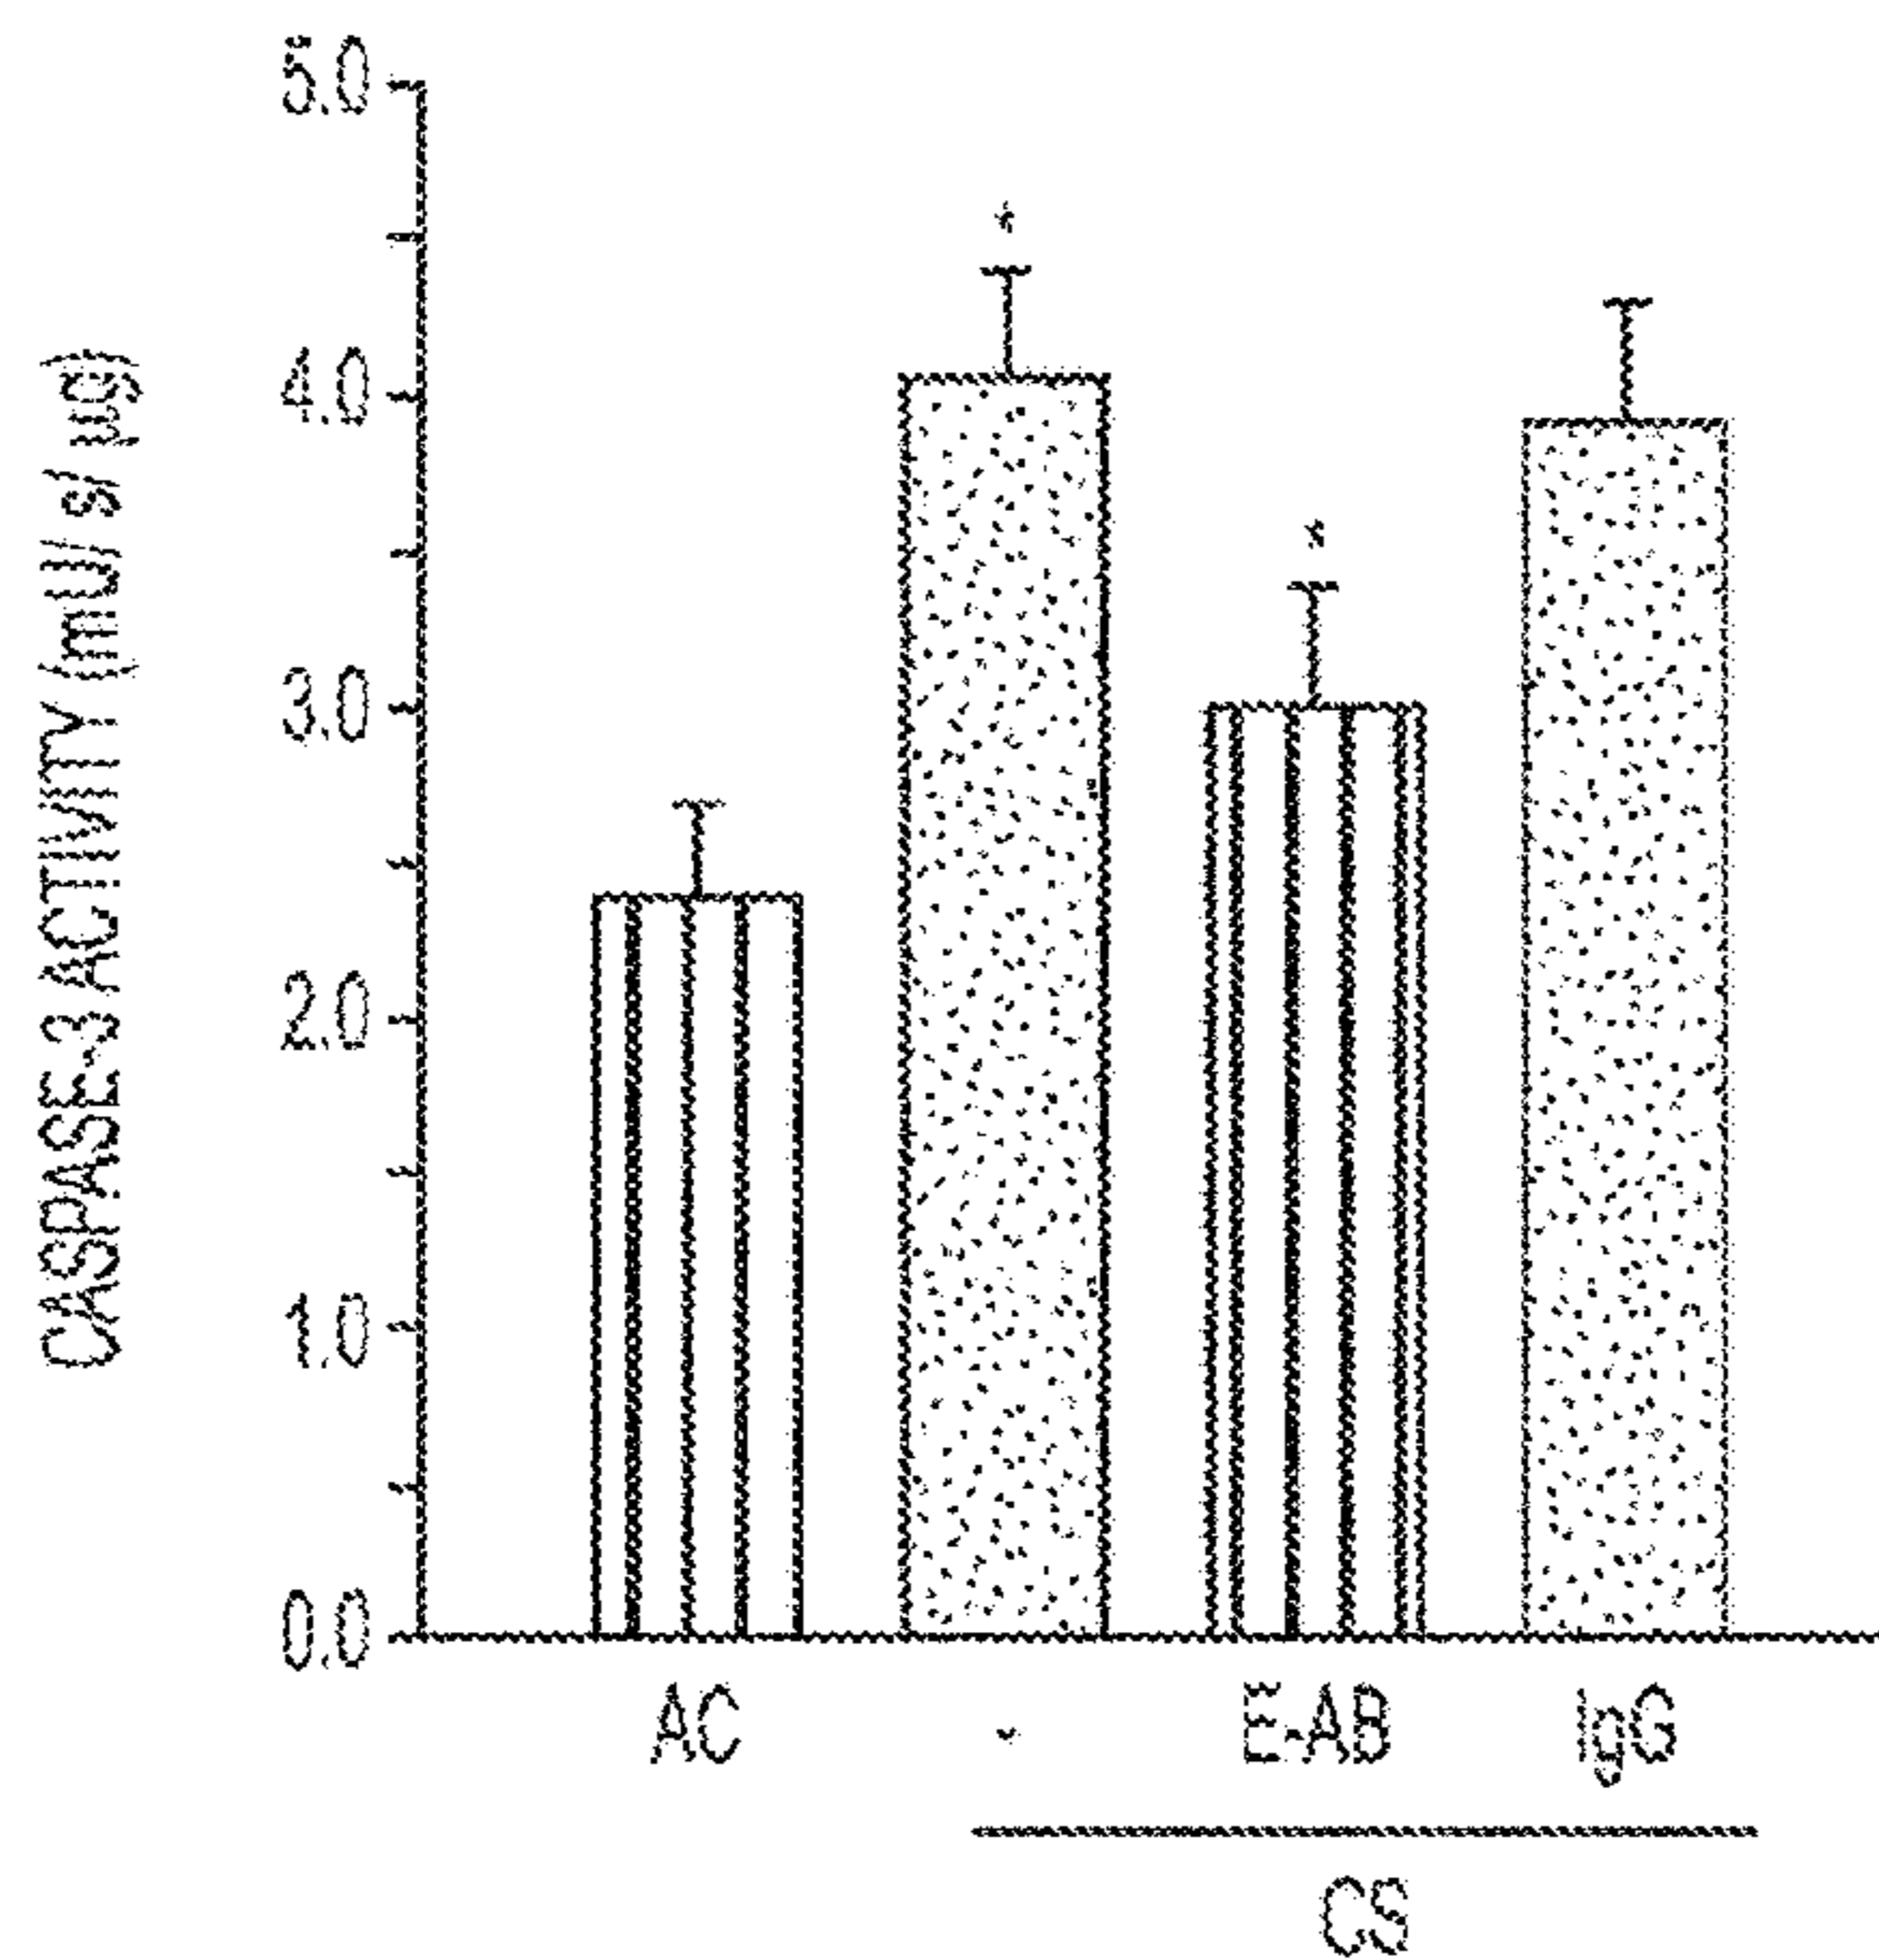 CASPASE-3 ACTIVITY (mU/ s/ µg)
5.0
4.0
3.0
2.0
1.0
0.0
*
*
AC - E-AB IgG
CS